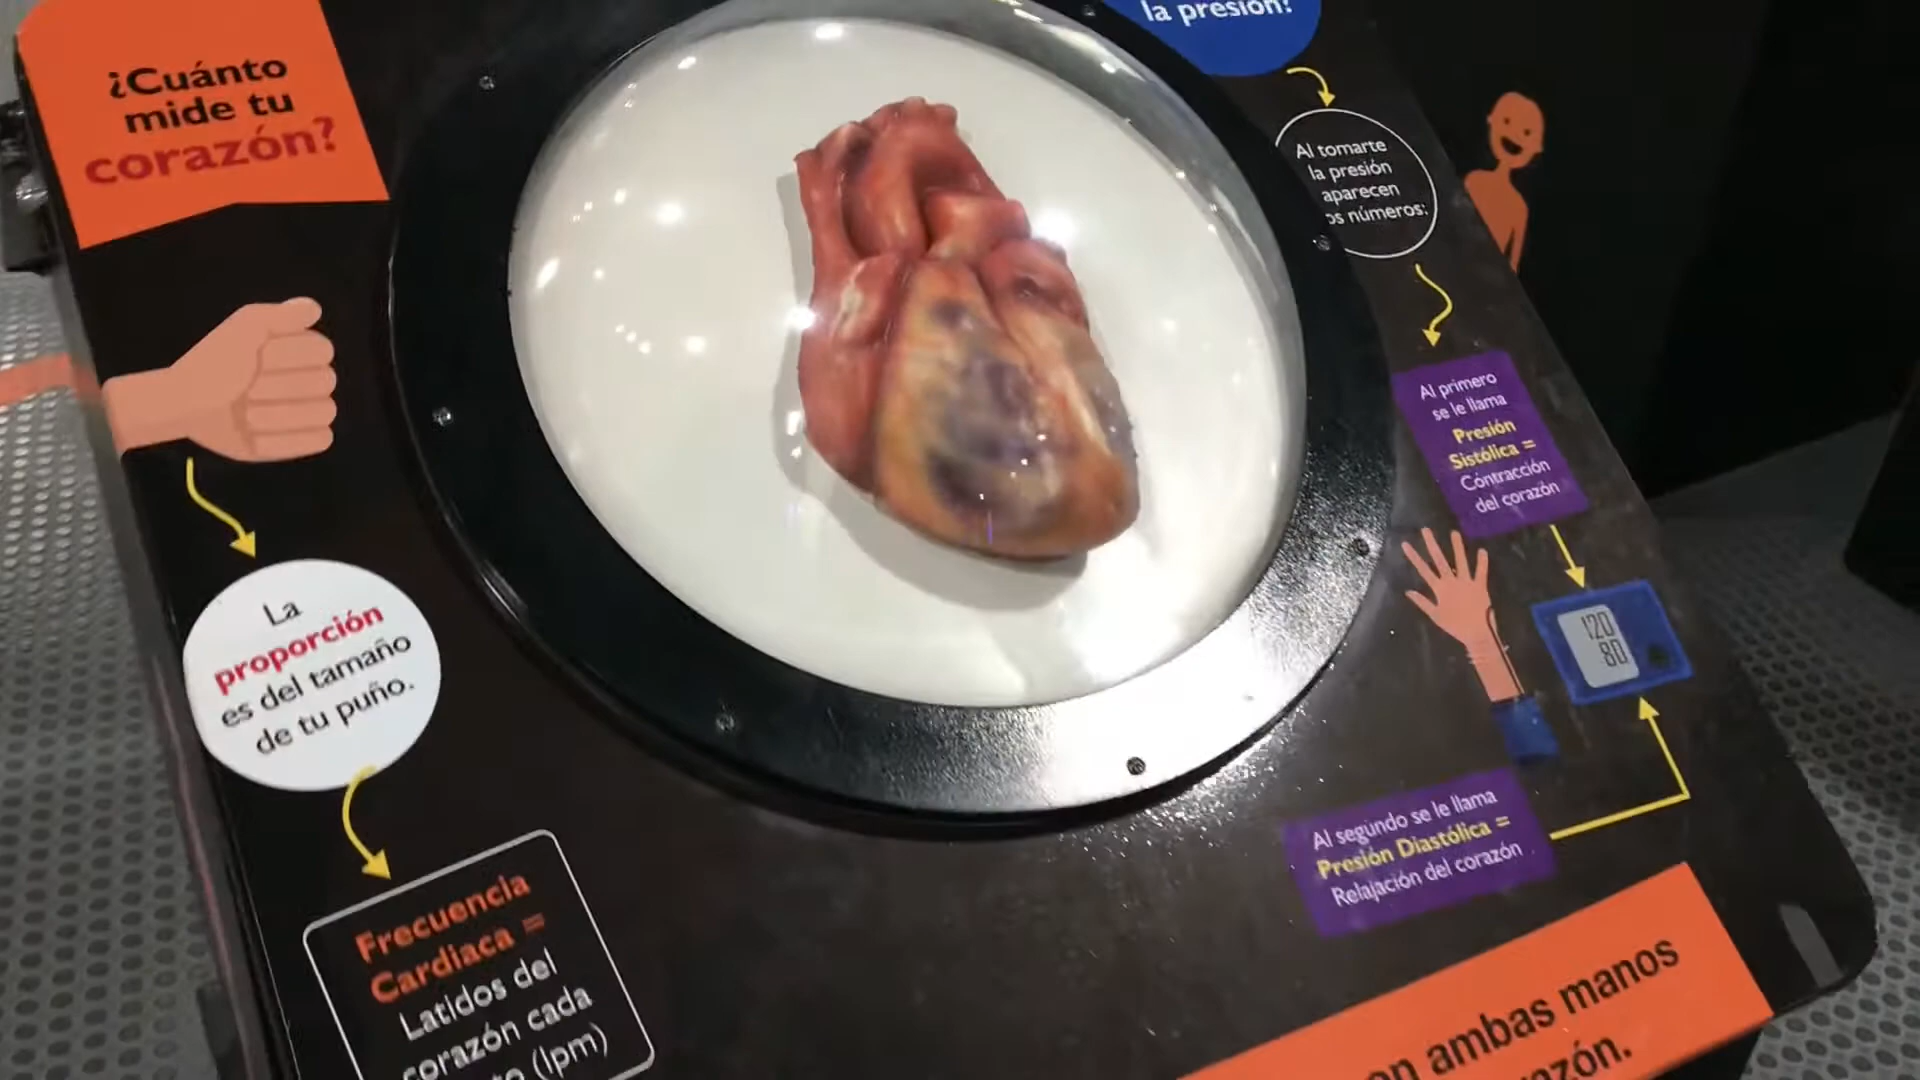 ¿Cuánto
mide tu
corazón?
La
proporción
es del tamaño
de tu puño.
Frecuencia
Cardiaca =
Latidos del
corazón cada
(lpm)
la presión?
Al tomarte
la presión
aparecen
números:
Al primero
se le llama
Presión
Sistólica =
Cóntracción
del corazón
120
80
Al segundo se le llama
Presión Diastólica =
Relajación del corazón
ambas manos